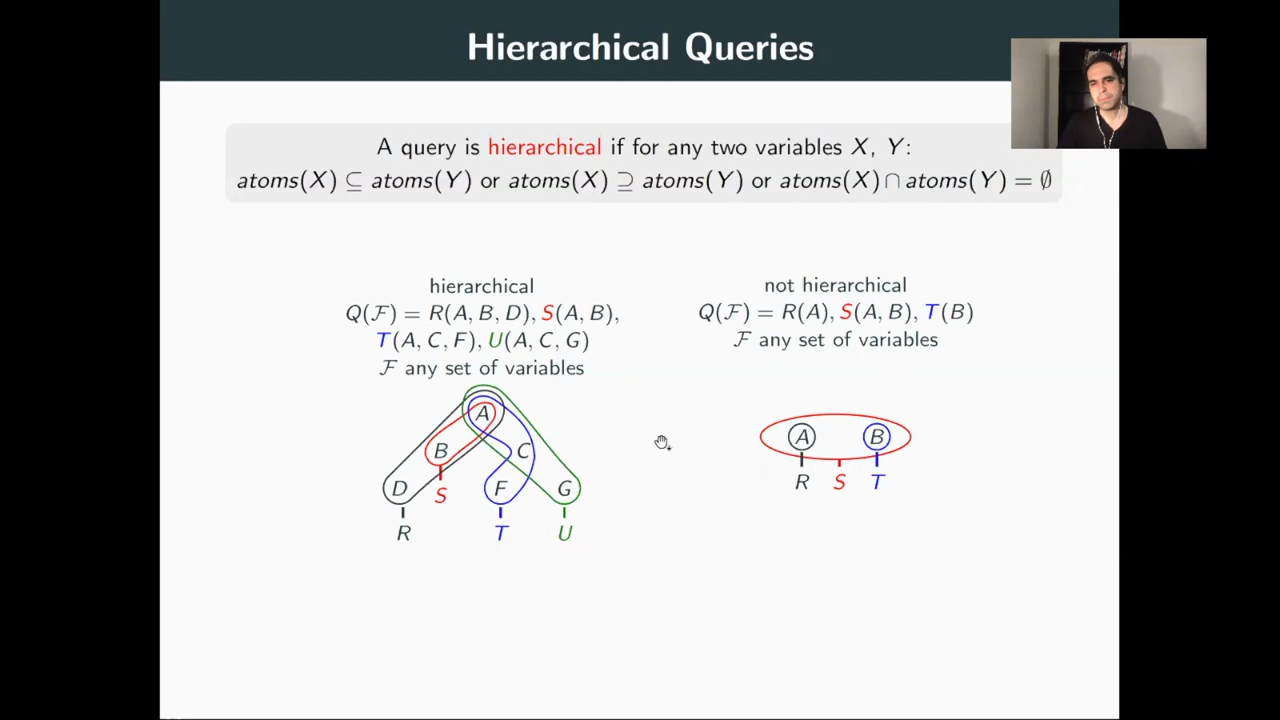 Hierarchical Queries
A query is hierarchical if for any two variables X, Y:
atoms(X) ⊆ atoms(Y) or atoms(X) ⊇ atoms(Y) or atoms(X) ∩ atoms(Y) = ∅
hierarchical
Q(ℱ) = R(A, B, D), S(A, B),
T(A, C, F), U(A, C, G)
ℱ any set of variables
A
B
C
D
F
G
S
R
T
U
not hierarchical
Q(ℱ) = R(A), S(A, B), T(B)
ℱ any set of variables
A B
R S T